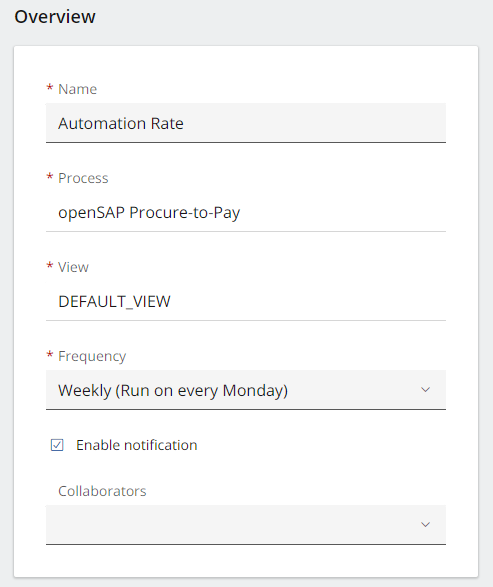 Overview
* Name
Automation Rate
* Process
openSAP Procure-to-Pay
* View
DEFAULT_VIEW
* Frequency
Weekly (Run on every Monday)
Enable notification
Collaborators